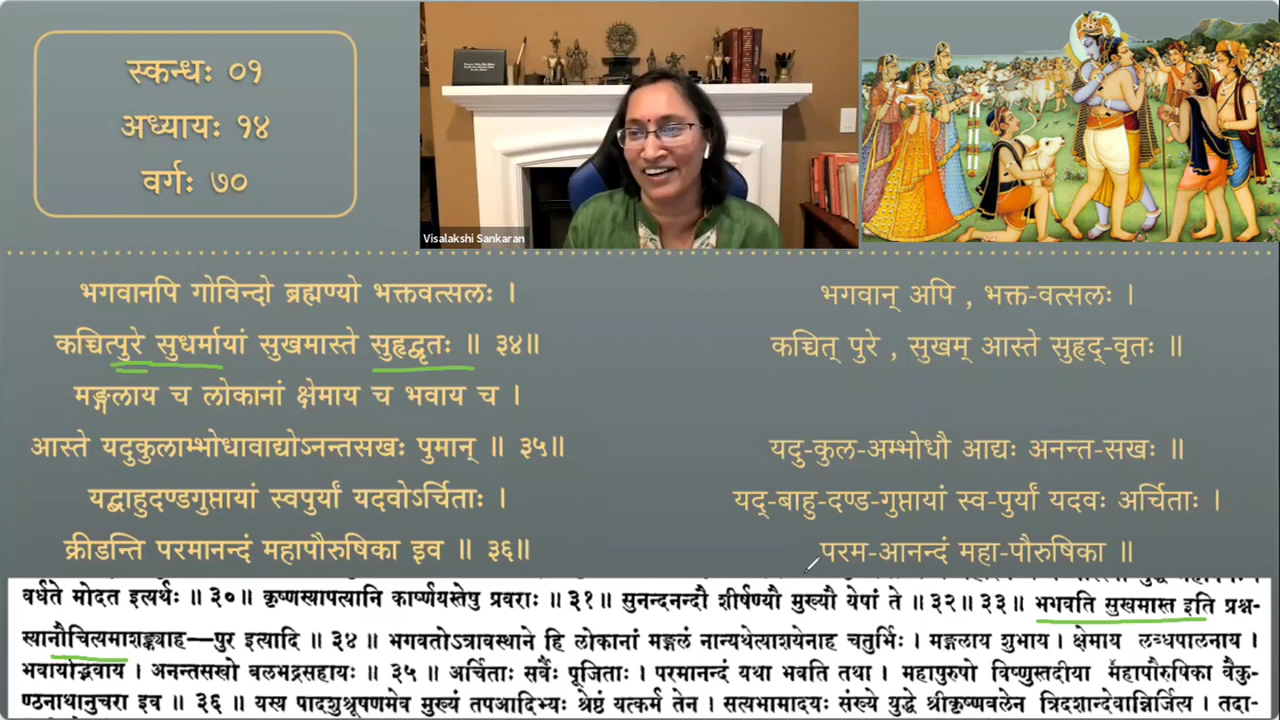 स्कन्धः ०१
अध्यायः १४
वर्गः ७०
Visalakshi Sankaran
भगवानपि गोविन्दो ब्रह्मण्यो भक्तवत्सलः ।
कच्चित्पुरे सुधर्मायां सुखमास्ते सुहृद्वृतः ॥ ३४॥
मङ्गलाय च लोकानां क्षेमाय च भवाय च ।
आस्ते यदुकुलाम्भोधावाद्योऽनन्तसखः पुमान् ॥ ३५॥
यद्बाहुदण्डगुप्तायां स्वपुर्यां यदवोऽर्चिताः ।
क्रीडन्ति परमानन्दं महापौरुषिका इव ॥ ३६॥
भगवान् अपि , भक्त-वत्सलः ।
कच्चित् पुरे , सुखम् आस्ते सुहृद्-वृतः ॥
यदु-कुल-अम्भोधौ आद्यः अनन्त-सखः ॥
यद्-बाहु-दण्ड-गुप्तायां स्व-पुर्यां यदवः अर्चिताः ।
परम-आनन्दं महा-पौरुषिका ॥
वर्धते मोदत इत्यर्थः ॥ ३० ॥ कृष्णस्यापत्यानि कार्ष्णयस्तेषु प्रवराः ॥ ३१ ॥ सुनन्दनन्दौ शीर्षण्यौ मुख्यौ येषां ते ॥ ३२ ॥ ३३ ॥ भगवति सुखमास्त इति प्रश्न-
स्यानौचित्यमाशङ्क्याह—पुर इत्यादि ॥ ३४ ॥ भगवतोऽत्रावस्थाने हि लोकानां मङ्गलं नान्यथेत्याशयेनाह चतुर्भिः । मङ्गलाय शुभाय । क्षेमाय लब्धपालनाय ।
भवायोद्भवाय । अनन्तसखो बलभद्रसहायः ॥ ३५ ॥ अर्चिताः सर्वैः पूजिताः । परमानन्दं यथा भवति तथा । महापुरुषो विष्णुस्तदीया महापौरुषिका वैकु-
ण्ठनाथानुचरा इव ॥ ३६ ॥ यस्य पादशुश्रूषणमेव मुख्यं तपआदिभ्यः श्रेष्ठं यत्कर्म तेन । सत्यभामादयः संख्ये युद्धे श्रीकृष्णबलेन त्रिदशान्देवान्निर्जित्य । तदा-